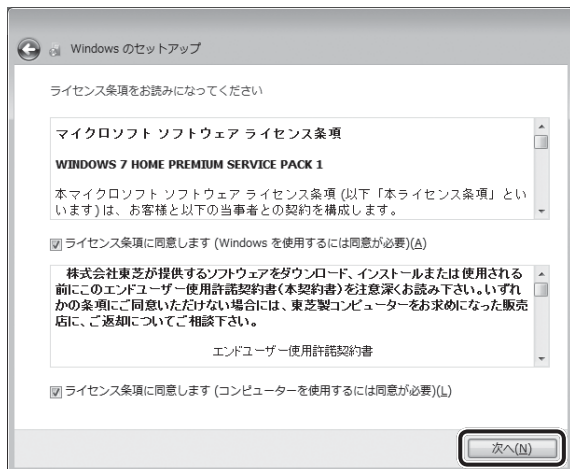 Windows のセットアップ
ライセンス条項をお読みになってください
マイクロソフト ソフトウェア ライセンス条項
WINDOWS 7 HOME PREMIUM SERVICE PACK 1
本マイクロソフト ソフトウェア ライセンス条項 (以下「本ライセンス条項」とい
います) は、お客様と以下の当事者との契約を構成します。
ライセンス条項に同意します (Windows を使用するには同意が必要)(A)
株式会社東芝が提供するソフトウェアをダウンロード、インストールまたは使用される
前にこのエンドユーザー使用許諾契約書(本契約書)を注意深くお読み下さい。いずれ
かの条項にご同意いただけない場合には、東芝製コンピューターをお求めになった販売
店に、ご返却についてご相談下さい。
エンドユーザー使用許諾契約書
ライセンス条項に同意します (コンピューターを使用するには同意が必要)(L)
次へ(N)